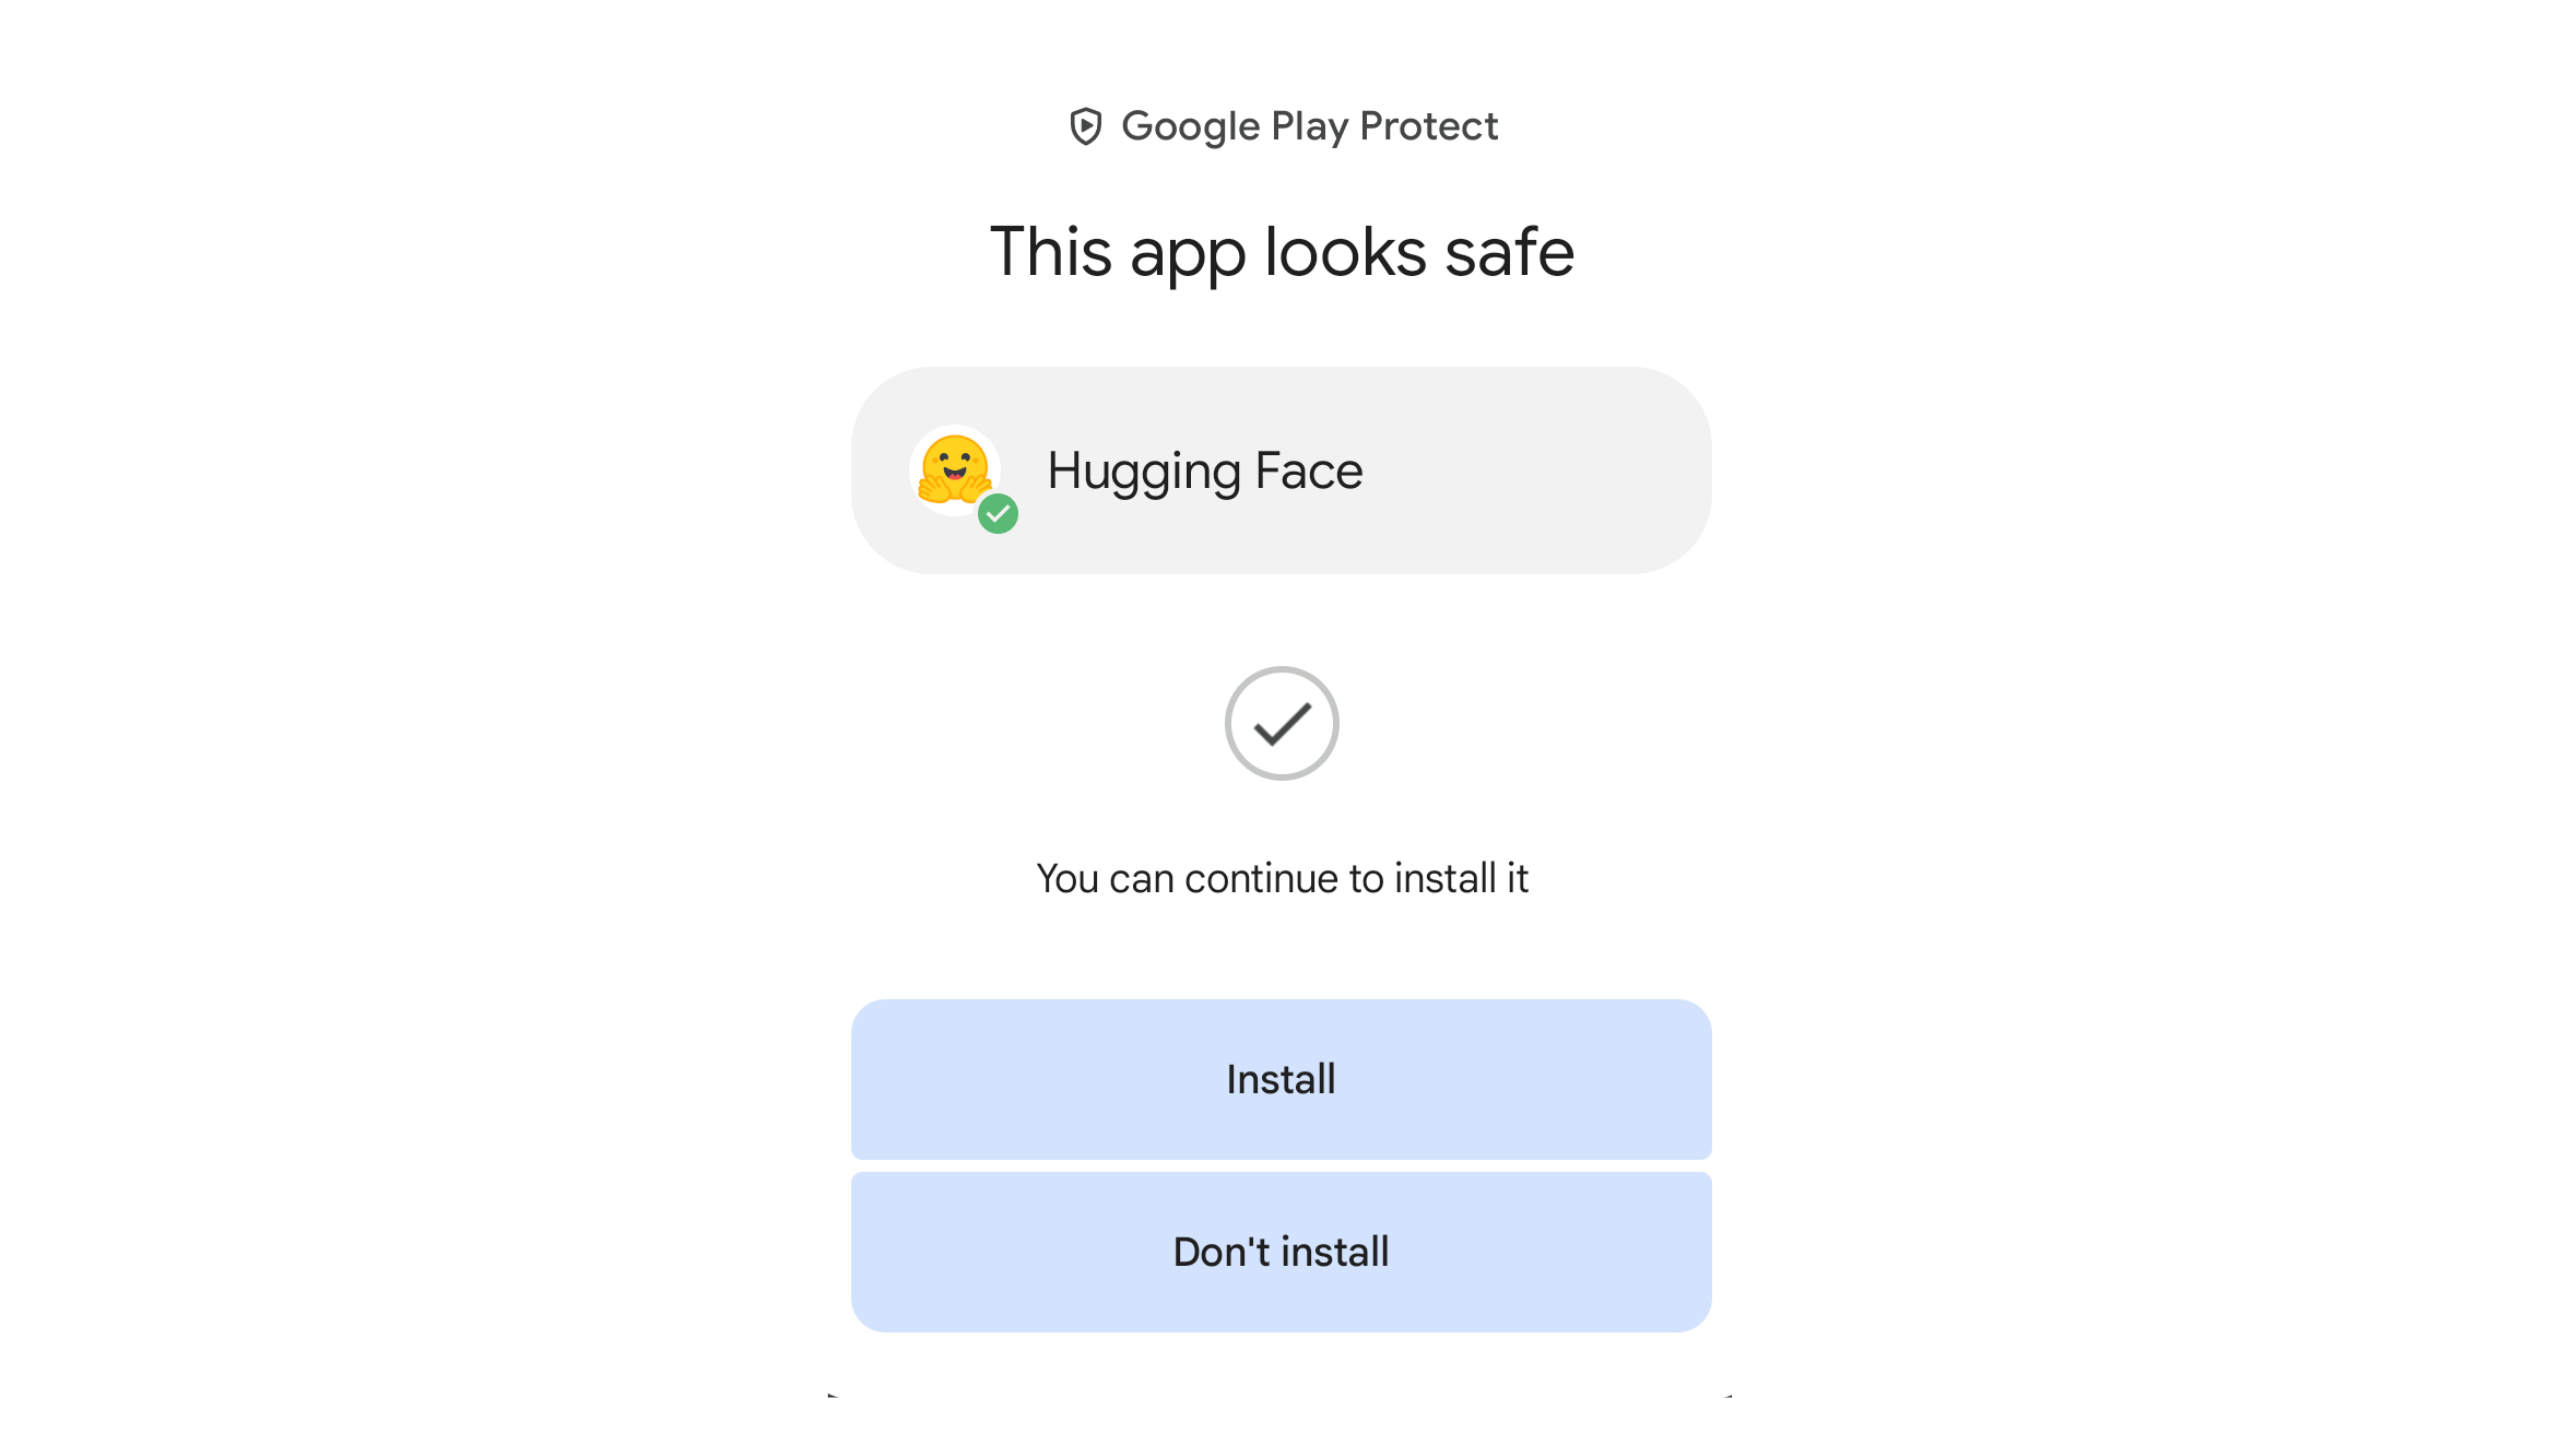 Google Play Protect
This app looks safe
Hugging Face
You can continue to install it
Install
Don't install